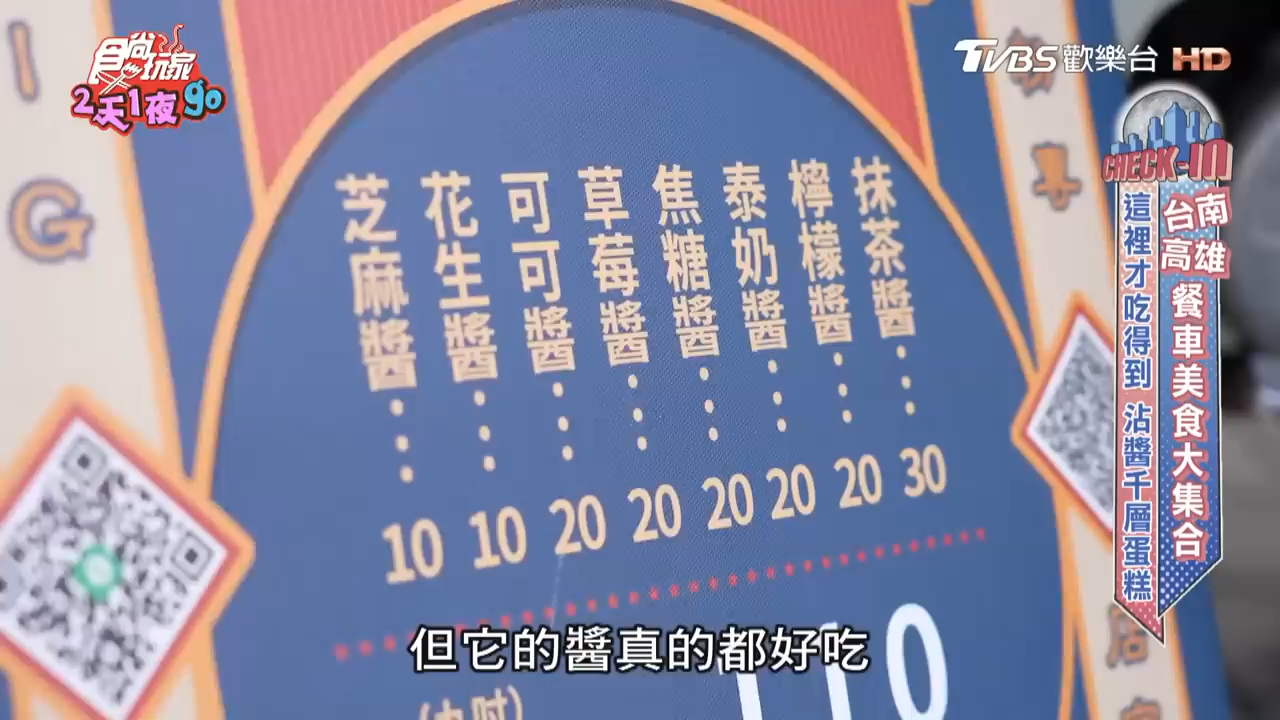 食尚玩家
2天1夜go
TVBS歡樂台 HD
CHECK-IN
台南
高雄
餐車美食大集合
這裡才吃得到 沾醬千層蛋糕
I
G
抹茶醬：30
檸檬醬：20
泰奶醬：20
焦糖醬：20
草莓醬：20
可可醬：20
花生醬：10
芝麻醬：10
但它的醬真的都好吃